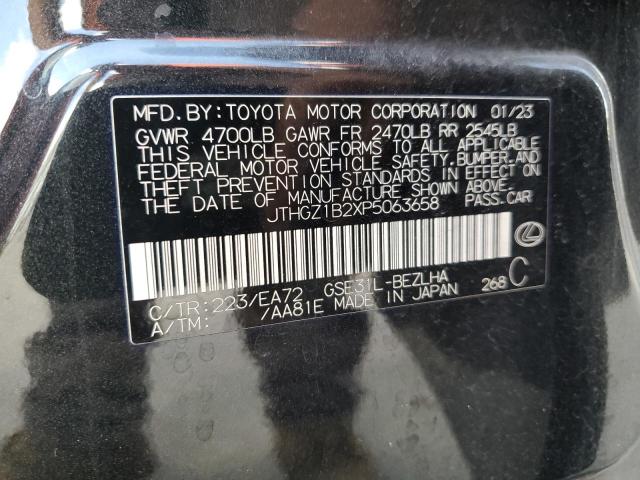 MFD.BY:TOYOTA MOTOR CORPORATION 01/23
GVWR 4700LB GAWR FR 2470LB RR 2545LB
THIS VEHICLE CONFORMS TO ALL APPLICABLE
FEDERAL MOTOR VEHICLE SAFETY,BUMPER,AND
THEFT PREVENTION STANDARDS IN EFFECT ON
THE DATE OF MANUFACTURE SHOWN ABOVE.
JTHGZ1B2XP5063658 PASS.CAR
C/TR:223/EA72 GSE31L-BEZLHA 268 C
A/TM: /AA81E MADE IN JAPAN